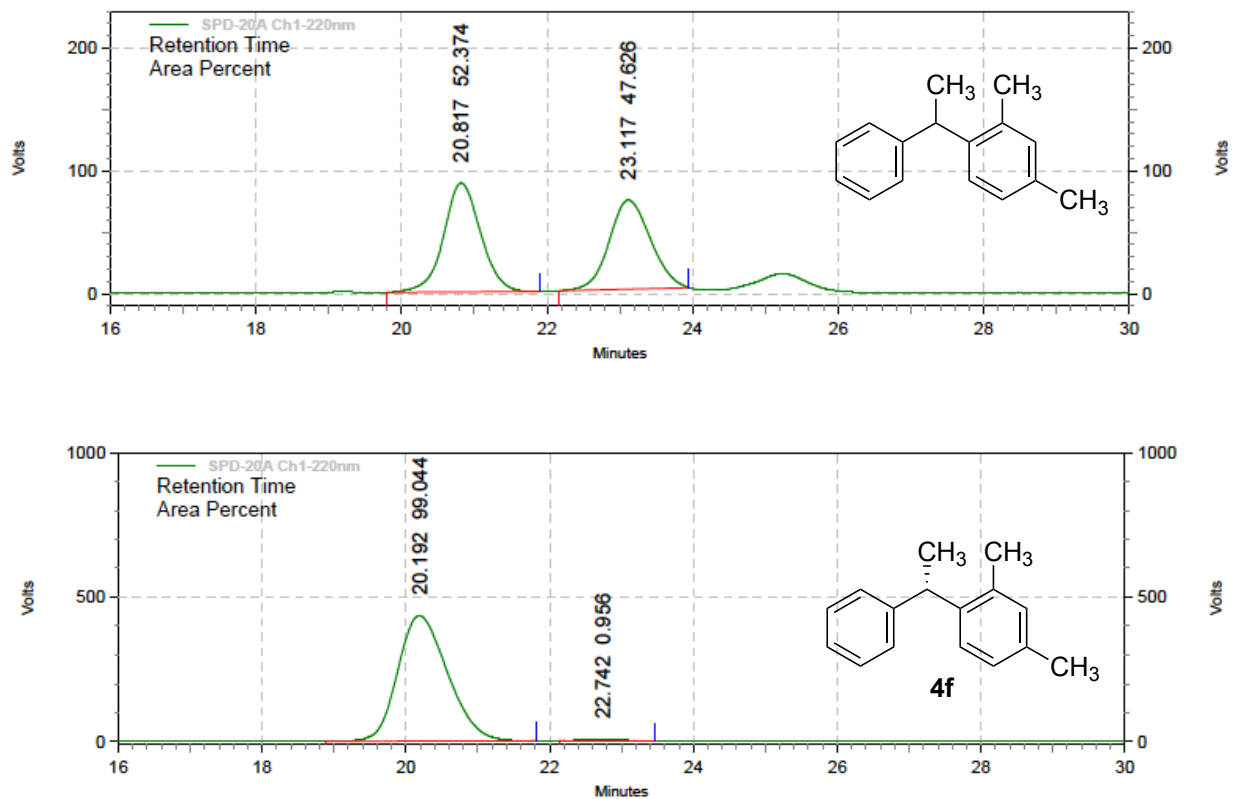 SPD-20A Ch1-220nm
Retention Time
Area Percent
200
100
0
Volts
20.817 52.374
23.117 47.626
CH3
CH3
CH3
200
100
0
Volts
16
18
20
22
24
26
28
30
Minutes
SPD-20A Ch1-220nm
Retention Time
Area Percent
1000
500
0
Volts
20.192 99.044
22.742 0.956
CH3
CH3
CH3
4f
1000
500
0
Volts
16
18
20
22
24
26
28
30
Minutes